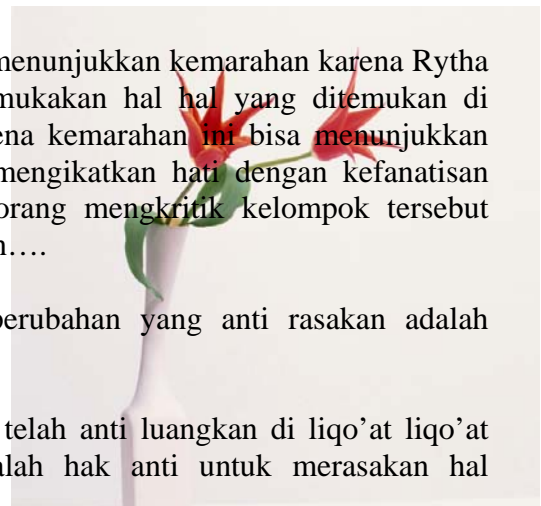 menunjukkan kemarahan karena Rytha
mukakan hal hal yang ditemukan di
ena kemarahan ini bisa menunjukkan
mengikatkan hati dengan kefanatisan
orang mengkritik kelompok tersebut
n….
perubahan yang anti rasakan adalah
telah anti luangkan di liqo’at liqo’at
alah hak anti untuk merasakan hal